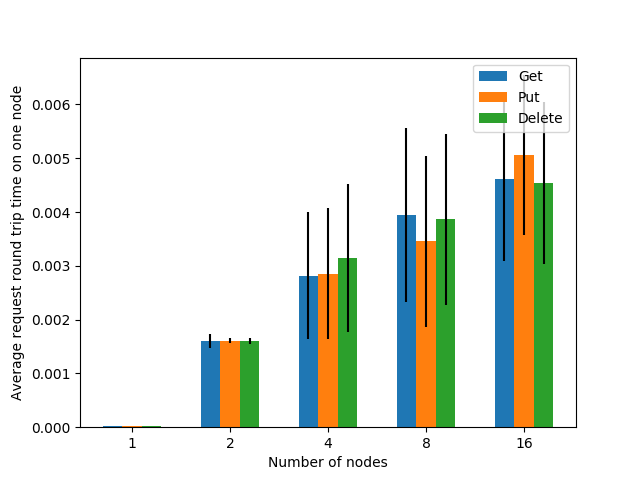 Get
Put
Delete
0.006
0.005
0.004
0.003
0.002
0.001
0.000
Average request round trip time on one node
1 2 4 8 16
Number of nodes